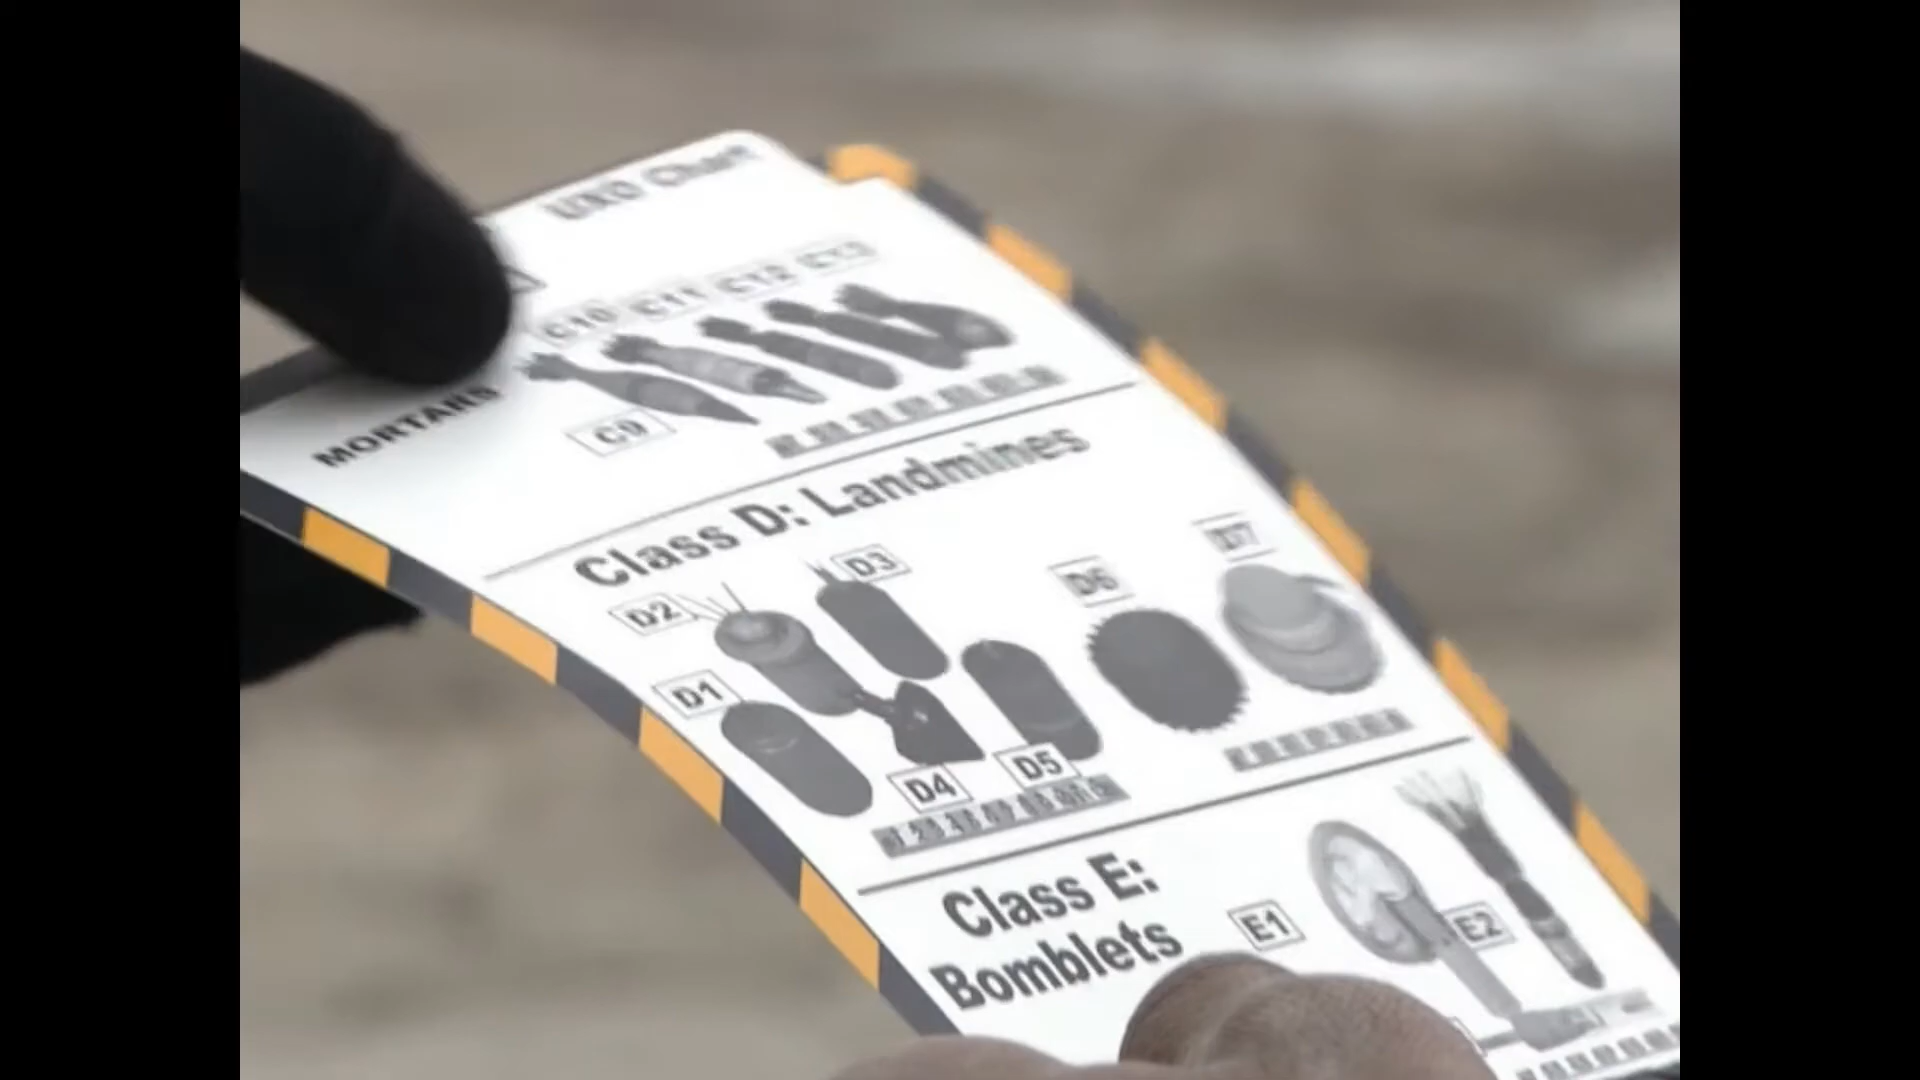 UXO Chart
C10 C11 C12 C13
MORTARS
C9
Class D: Landmines
D3
D2
D6
D7
D1
D5
D4
Class E:
Bomblets
E1
E2